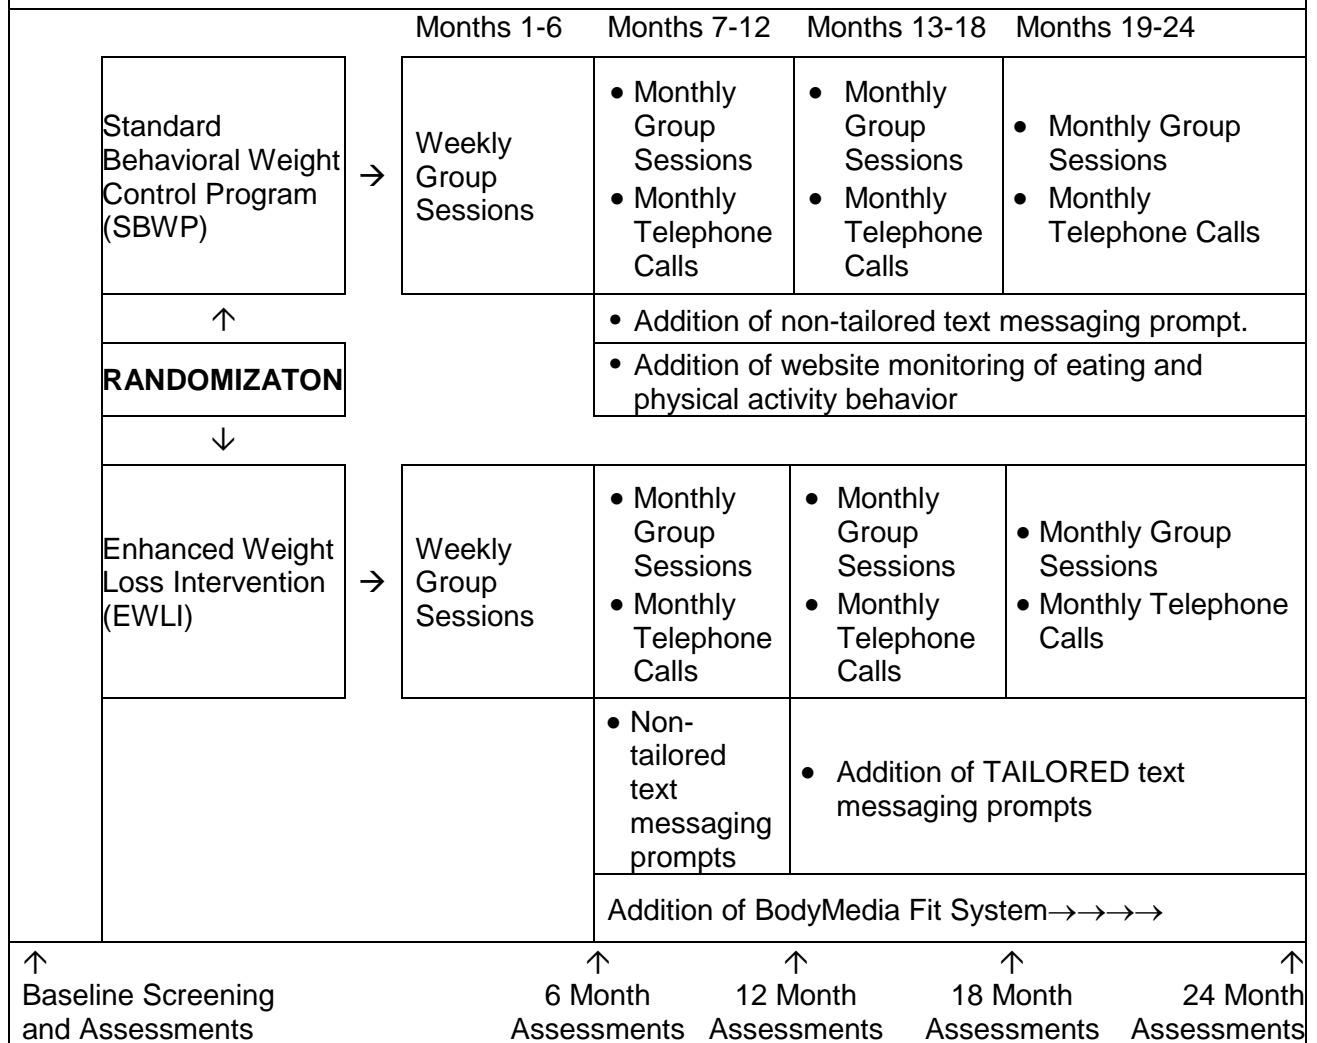 Months 1-6 Months 7-12 Months 13-18 Months 19-24
Standard
Behavioral Weight
Control Program
(SBWP)
→
Weekly
Group
Sessions
• Monthly
Group
Sessions
• Monthly
Telephone
Calls
• Monthly
Group
Sessions
• Monthly
Telephone
Calls
• Monthly Group
Sessions
• Monthly
Telephone Calls
↑
• Addition of non-tailored text messaging prompt.
RANDOMIZATON
• Addition of website monitoring of eating and
physical activity behavior
↓
Enhanced Weight
Loss Intervention
(EWLI)
→
Weekly
Group
Sessions
• Monthly
Group
Sessions
• Monthly
Telephone
Calls
• Monthly
Group
Sessions
• Monthly
Telephone
Calls
• Monthly Group
Sessions
• Monthly Telephone
Calls
• Non-
tailored
text
messaging
prompts
• Addition of TAILORED text
messaging prompts
Addition of BodyMedia Fit System→→→→
↑ ↑ ↑ ↑ ↑
Baseline Screening
and Assessments
6 Month
Assessments
12 Month
Assessments
18 Month
Assessments
24 Month
Assessments